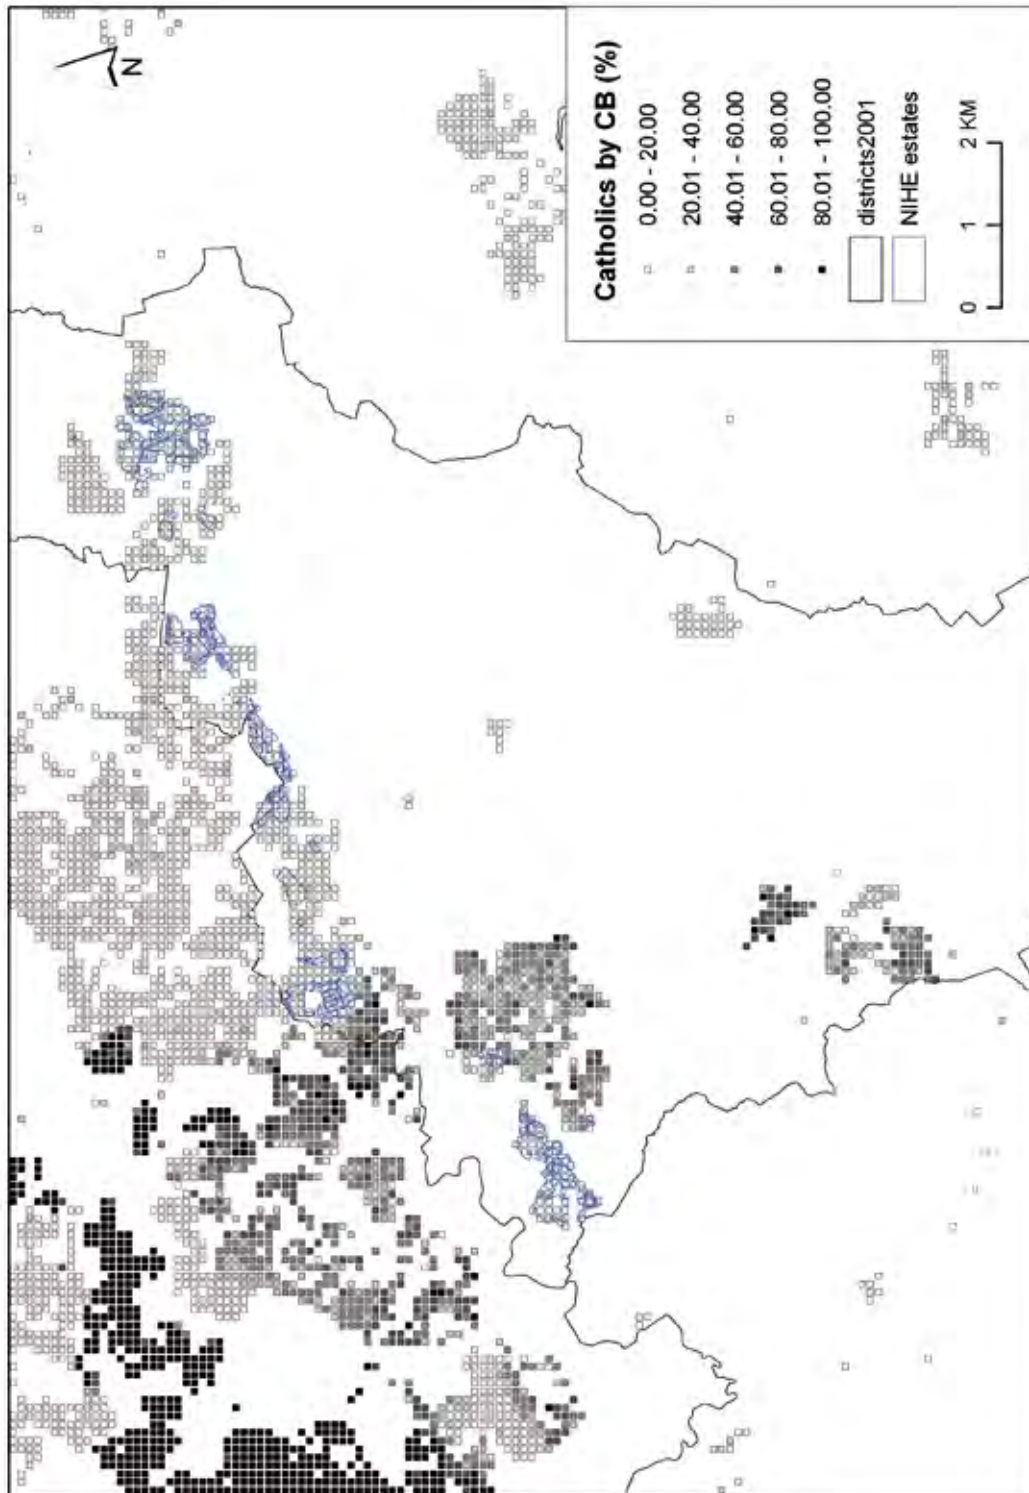 N
Catholics by CB (%)
0.00 - 20.00
20.01 - 40.00
40.01 - 60.00
60.01 - 80.00
80.01 - 100.00
districts2001
NIHE estates
0 1 2 KM